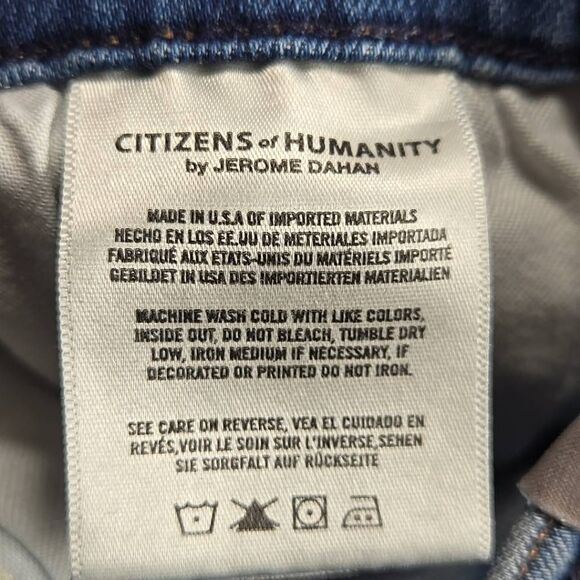 CITIZENS of HUMANITY
by JEROME DAHAN
MADE IN U.S.A OF IMPORTED MATERIALS
HECHO EN LOS EE.UU DE METERIALES IMPORTADA
FABRIQUÉ AUX ETATS-UNIS DU MATÉRIELS IMPORTÉ
GEBILDET IN USA DES IMPORTIERTEN MATERIALIEN
MACHINE WASH COLD WITH LIKE COLORS,
INSIDE OUT, DO NOT BLEACH, TUMBLE DRY
LOW, IRON MEDIUM IF NECESSARY, IF
DECORATED OR PRINTED DO NOT IRON.
SEE CARE ON REVERSE, VEA EL CUIDADO EN
REVÉS,VOIR LE SOIN SUR L'INVERSE,SEHEN
SIE SORGFALT AUF RÜCKSEITE